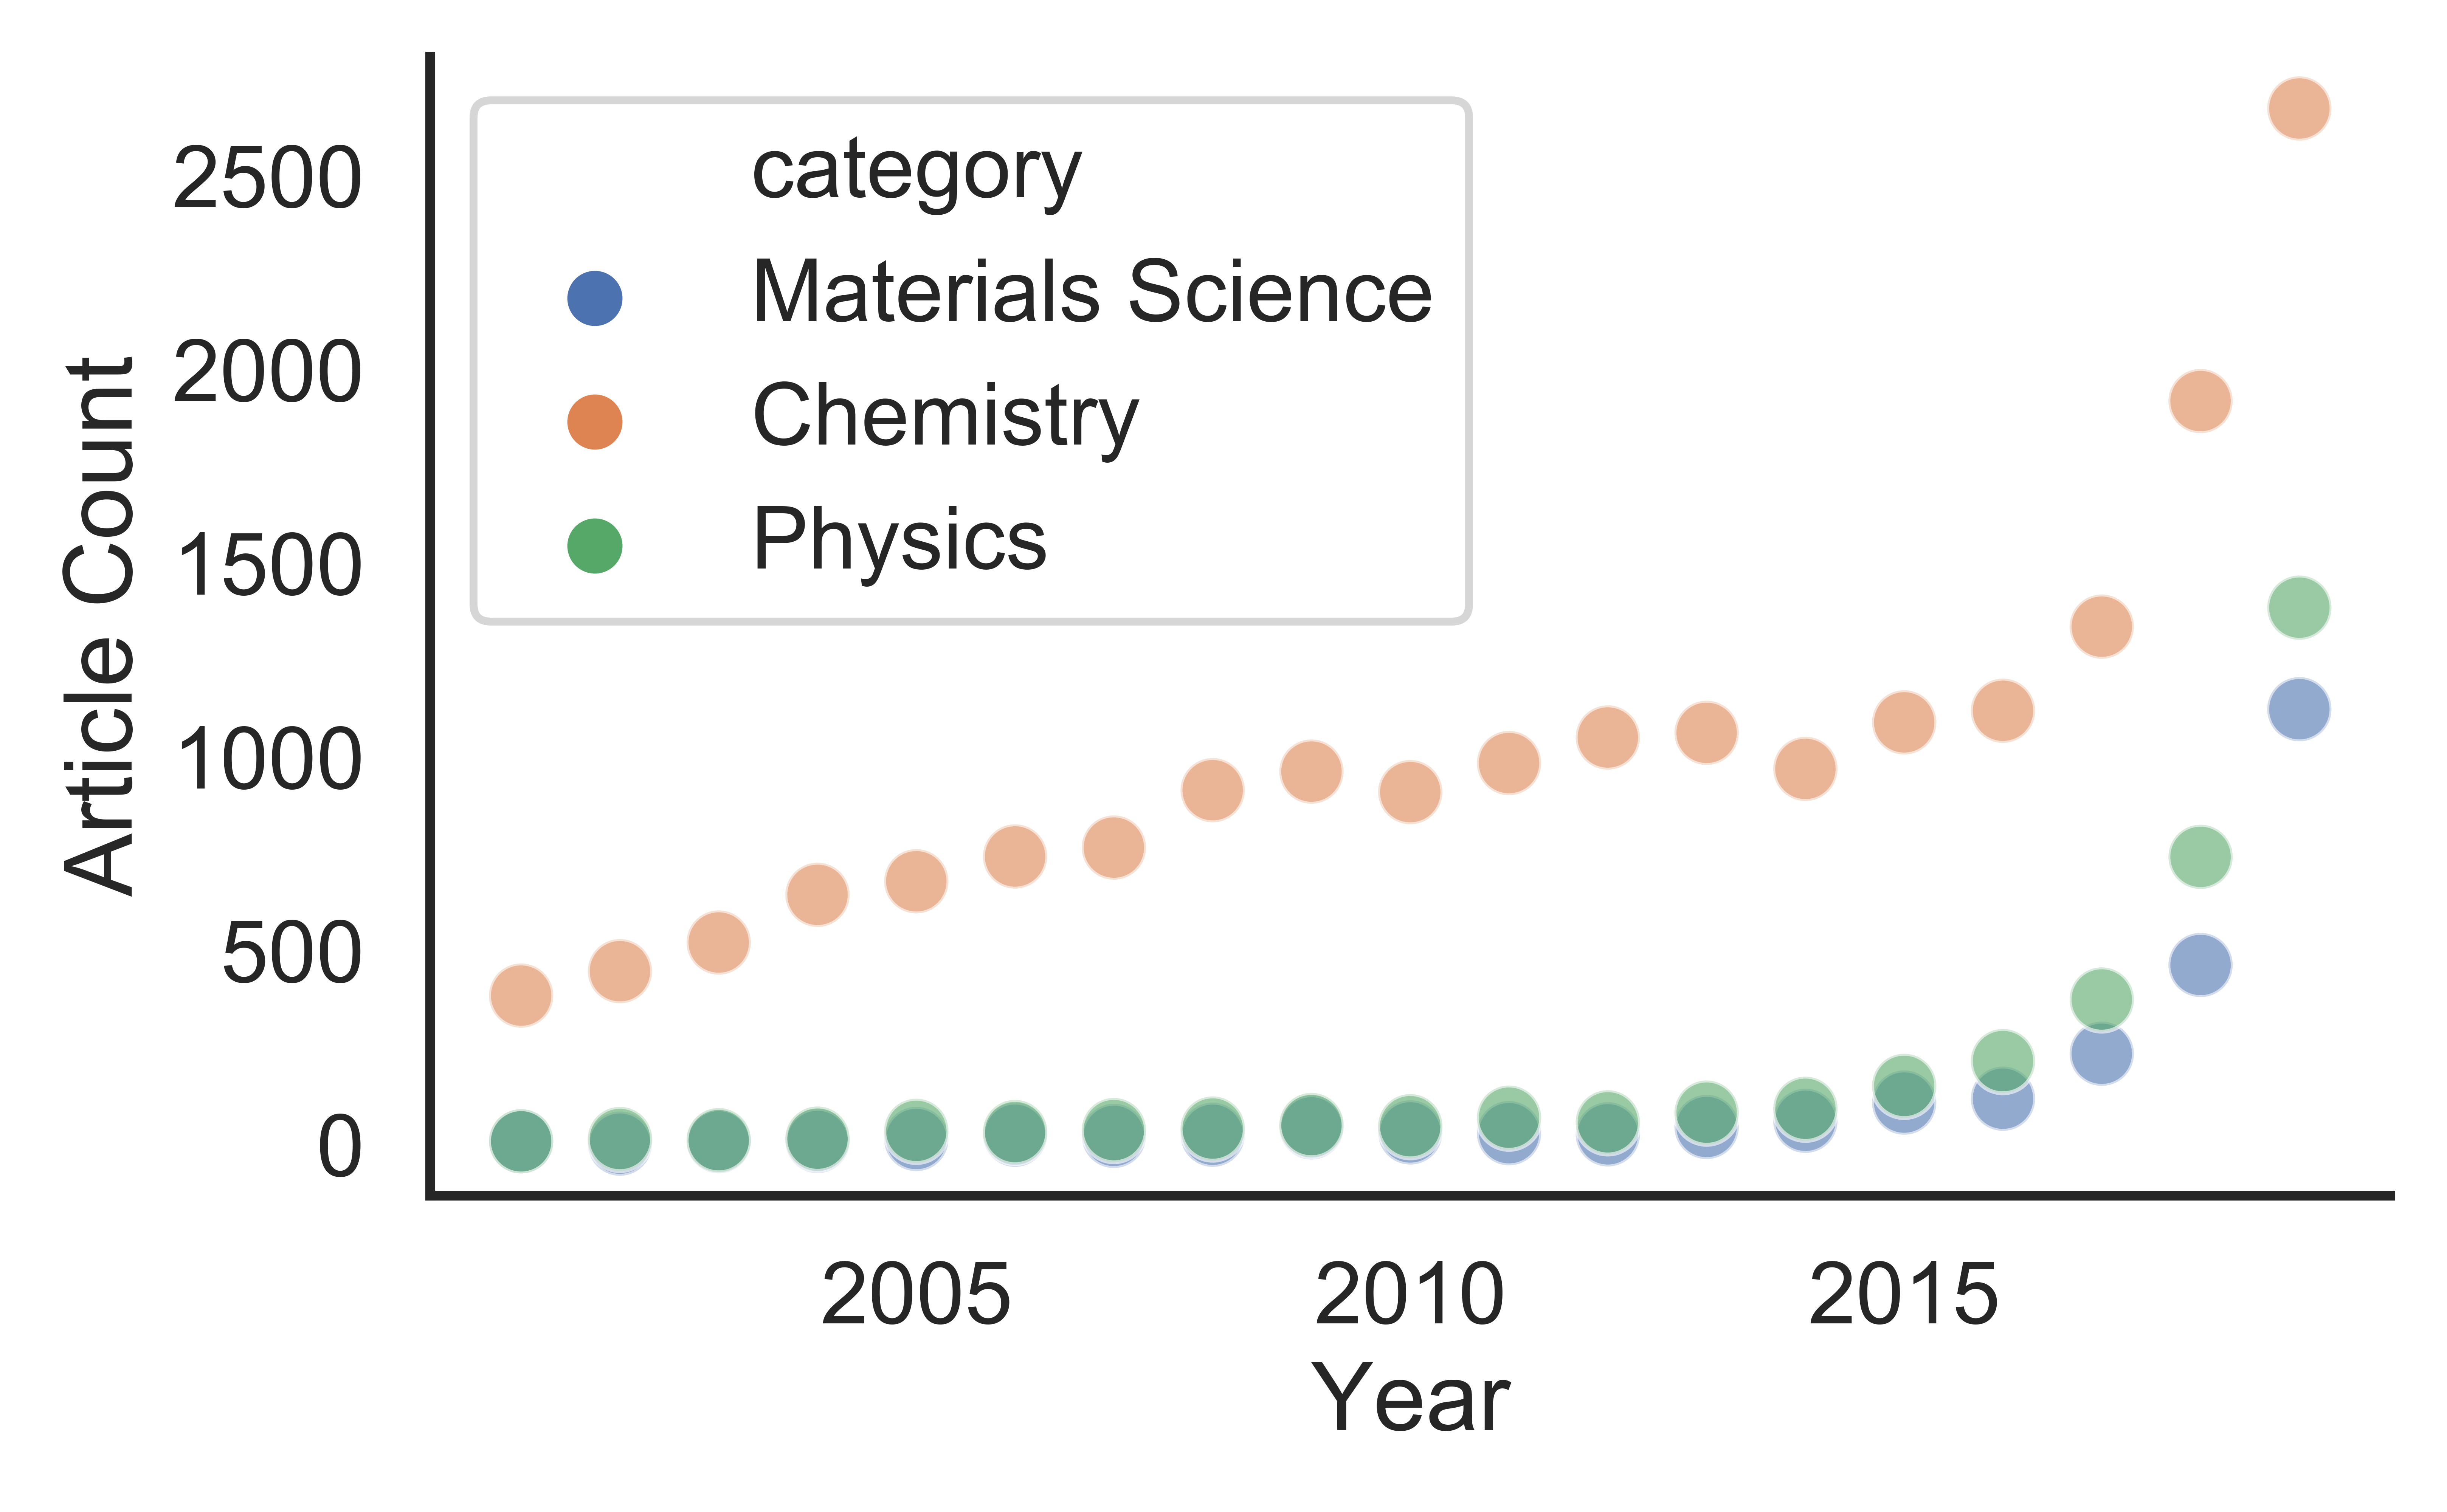 category
Materials Science
Chemistry
Physics
Article Count
2500
2000
1500
1000
500
0
2005
2010
2015
Year